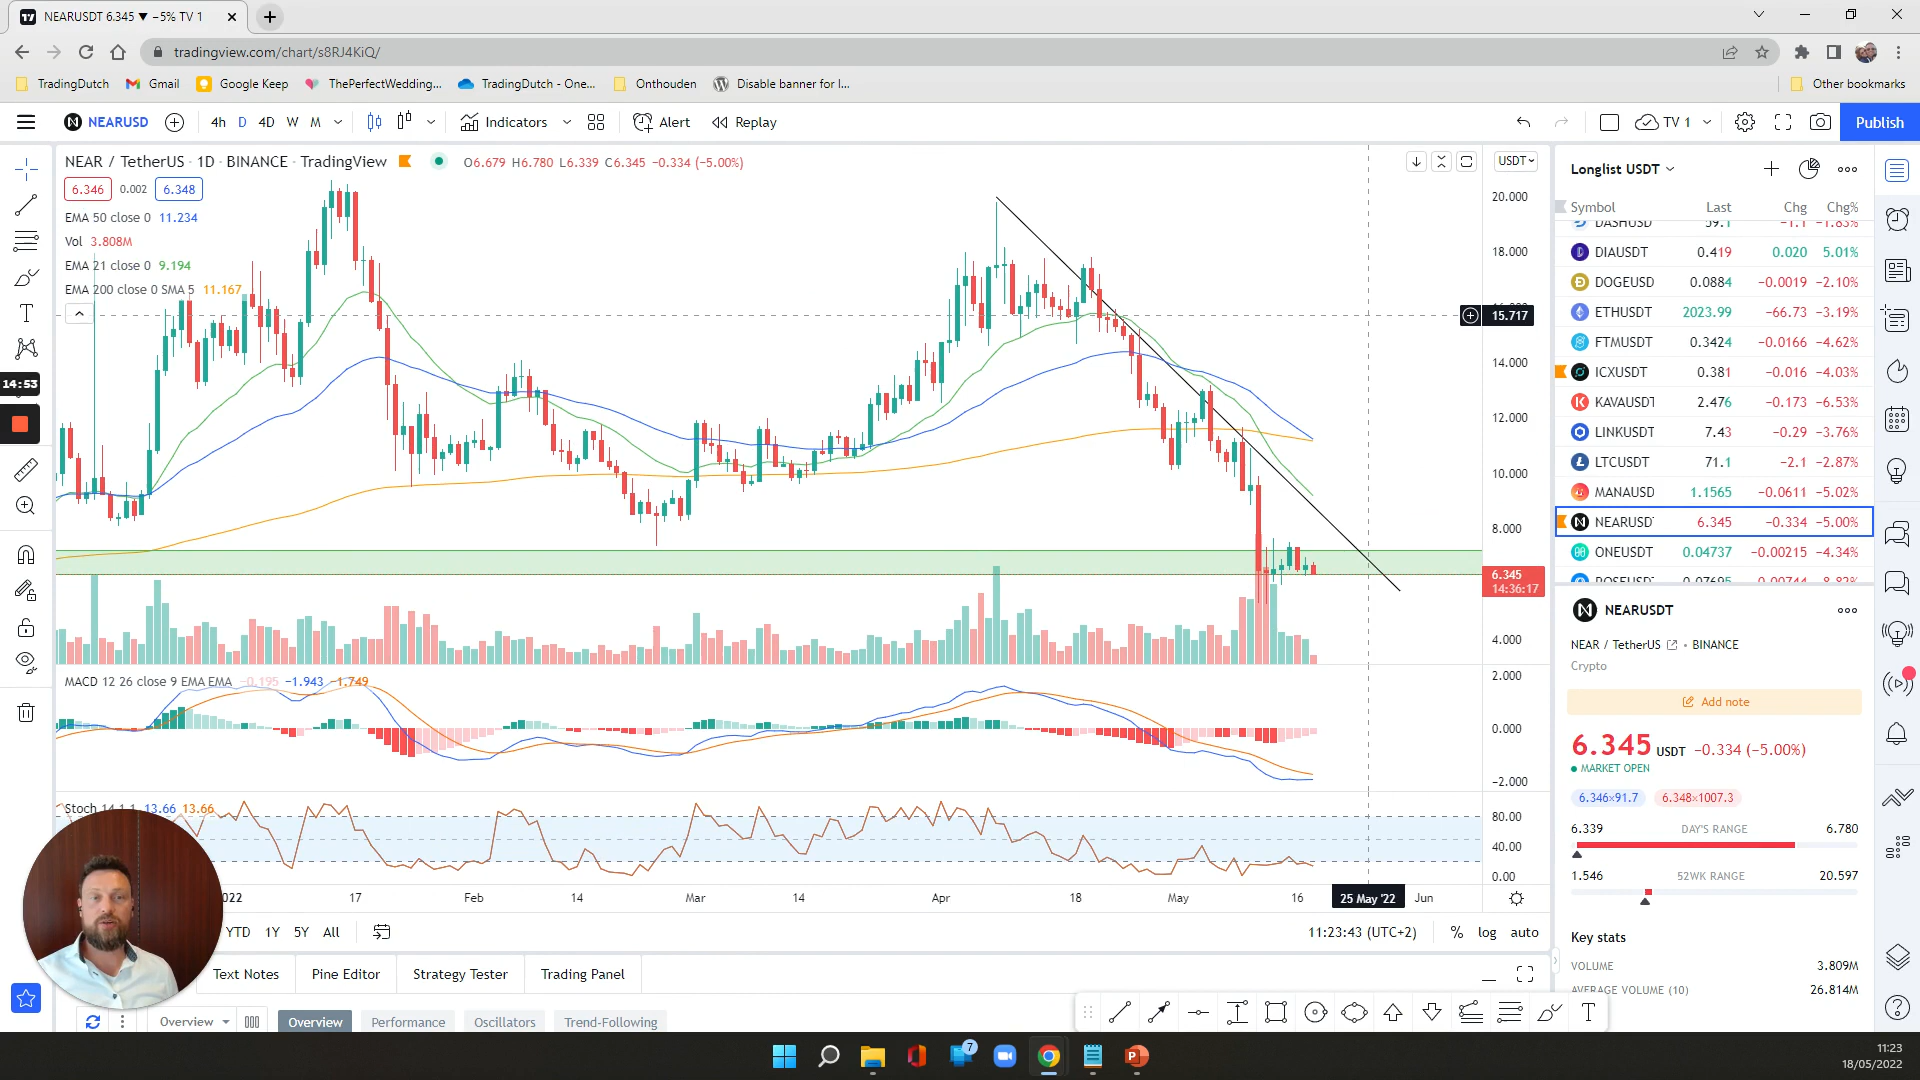 NEARUSDT 6.345 ▼ −5% TV 1
tradingview.com/chart/s8RJ4KiQ/
TradingDutch Gmail Google Keep ThePerfectWedding... TradingDutch - One... Onthouden Disable banner for l... Other bookmarks
NEARUSD 4h D 4D W M Indicators Alert Replay TV 1 Publish
NEAR / TetherUS · 1D · BINANCE · TradingView O6.679 H6.780 L6.339 C6.345 −0.334 (−5.00%) USDT
6.346 0.002 6.348
EMA 50 close 0 11.234
Vol 3.808M
EMA 21 close 0 9.194
EMA 200 close 0 SMA 5 11.167
20.000
18.000
15.717
14.000
12.000
10.000
8.000
6.345
14:36:17
4.000
14:53
MACD 12 26 close 9 EMA EMA −0.195 −1.943 −1.749
2.000
0.000
−2.000
Stoch 14 1 1 13.66 13.66
80.00
40.00
0.00
2022 17 Feb 14 Mar 14 Apr 18 May 16 25 May '22 Jun
YTD 1Y 5Y All 11:23:43 (UTC+2) % log auto
Text Notes Pine Editor Strategy Tester Trading Panel
Overview Overview Performance Oscillators Trend-Following
Longlist USDT
Symbol Last Chg Chg%
DASHUSD 59.1 −1.1 −1.83%
DIAUSDT 0.419 0.020 5.01%
DOGEUSD 0.0884 −0.0019 −2.10%
ETHUSDT 2023.99 −66.73 −3.19%
FTMUSDT 0.3424 −0.0166 −4.62%
ICXUSDT 0.381 −0.016 −4.03%
KAVAUSDT 2.476 −0.173 −6.53%
LINKUSDT 7.43 −0.29 −3.76%
LTCUSDT 71.1 −2.1 −2.87%
MANAUSD 1.1565 −0.0611 −5.02%
NEARUSD 6.345 −0.334 −5.00%
ONEUSDT 0.04737 −0.00215 −4.34%
NEARUSDT
NEAR / TetherUS • BINANCE
Crypto
Add note
6.345 USDT −0.334 (−5.00%)
MARKET OPEN
6.346×91.7 6.348×1007.3
6.339 DAY'S RANGE 6.780
1.546 52WK RANGE 20.597
Key stats
VOLUME 3.809M
AVERAGE VOLUME (10) 26.814M
7
11:23
18/05/2022